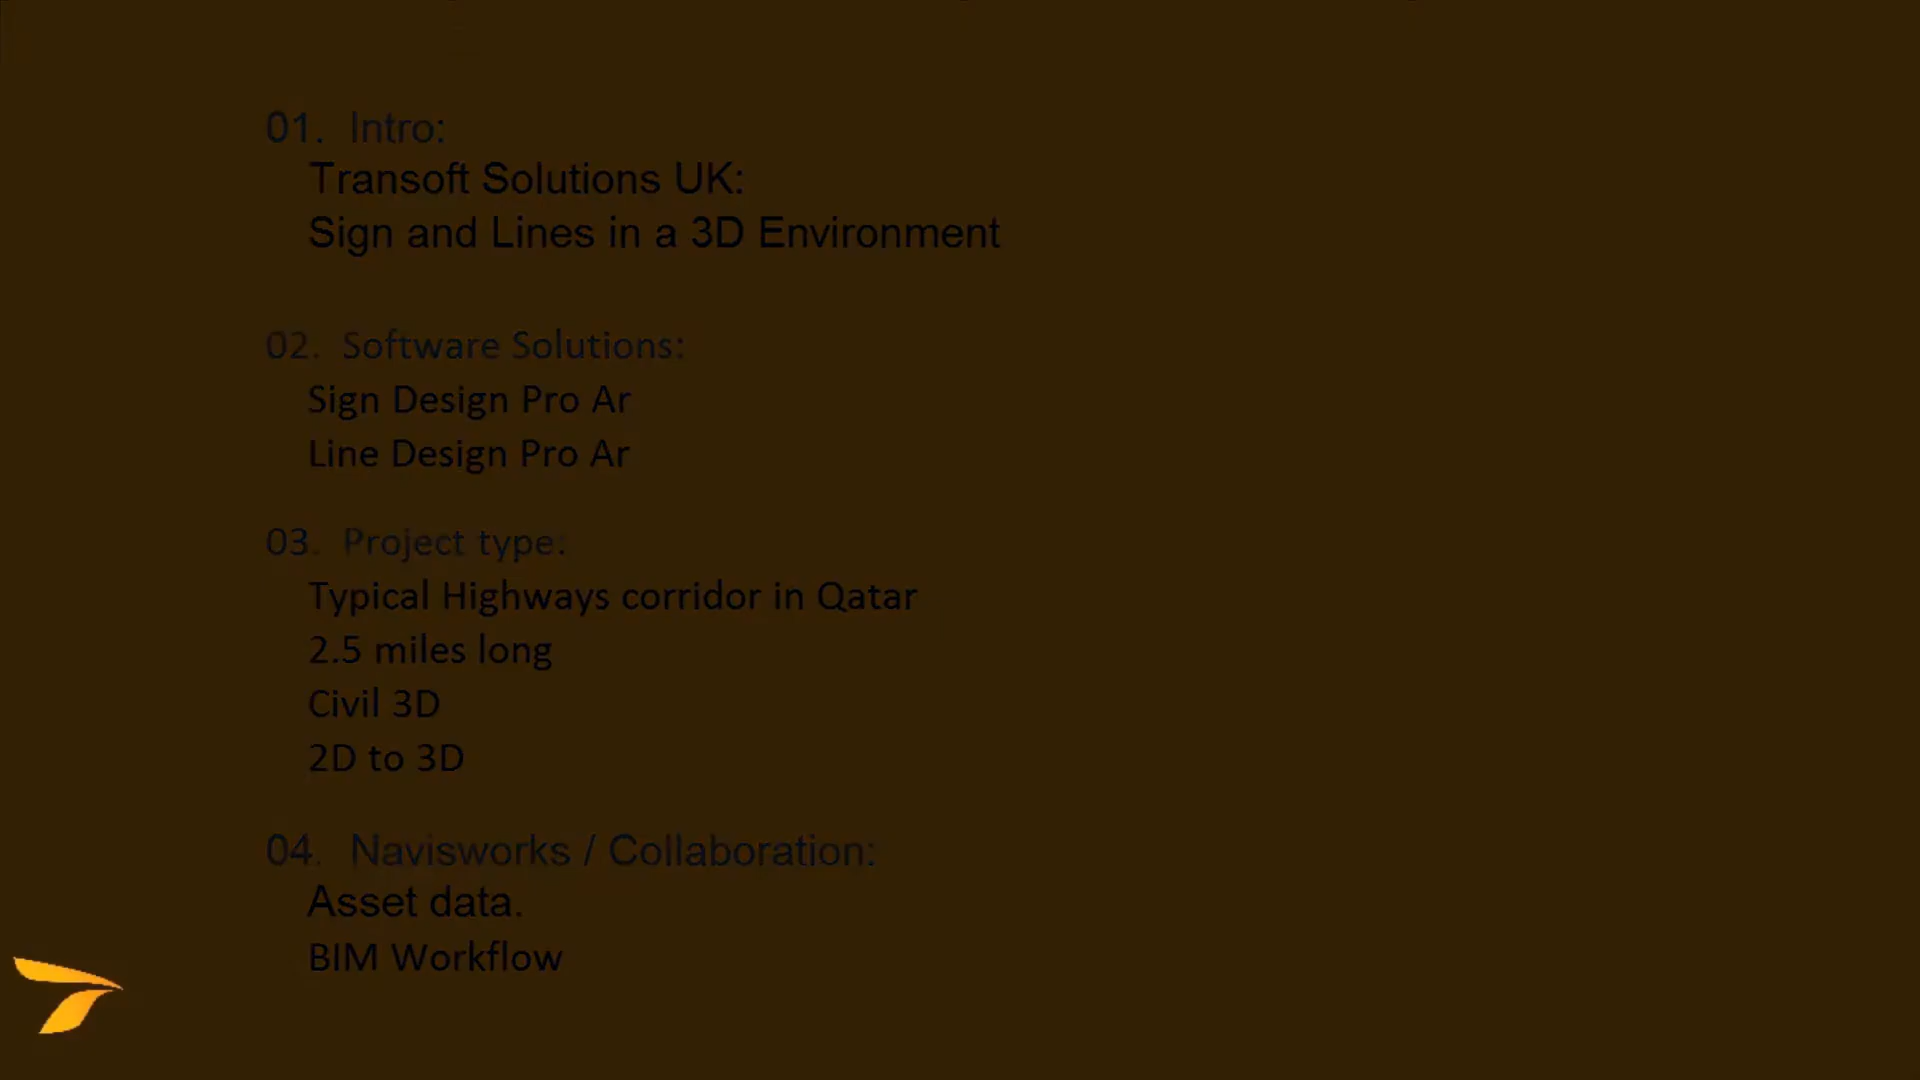 01. Intro:
Transoft Solutions UK:
Sign and Lines in a 3D Environment
02. Software Solutions:
Sign Design Pro Ar
Line Design Pro Ar
03. Project type:
Typical Highways corridor in Qatar
2.5 miles long
Civil 3D
2D to 3D
04. Navisworks / Collaboration:
Asset data.
BIM Workflow